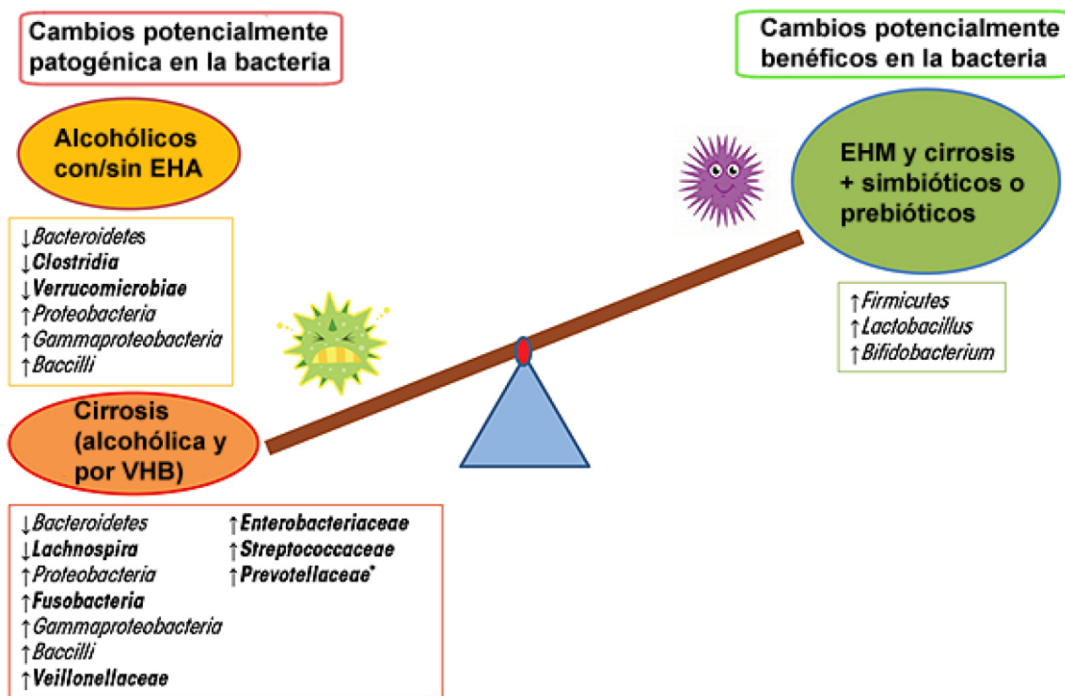 Cambios potencialmente
patogénica en la bacteria
Cambios potencialmente
benéficos en la bacteria
Alcohólicos
con/sin EHA
EHM y cirrosis
+ simbióticos o
prebióticos
↓Bacteroidetes
↓Clostridia
↓Verrucomicrobiae
↑Proteobacteria
↑Gammaproteobacteria
↑Baccilli
↑Firmicutes
↑Lactobacillus
↑Bifidobacterium
Cirrosis
(alcohólica y
por VHB)
↓Bacteroidetes
↓Lachnospira
↑Proteobacteria
↑Fusobacteria
↑Gammaproteobacteria
↑Baccilli
↑Veillonellaceae
↑Enterobacteriaceae
↑Streptococcaceae
↑Prevotellaceae*